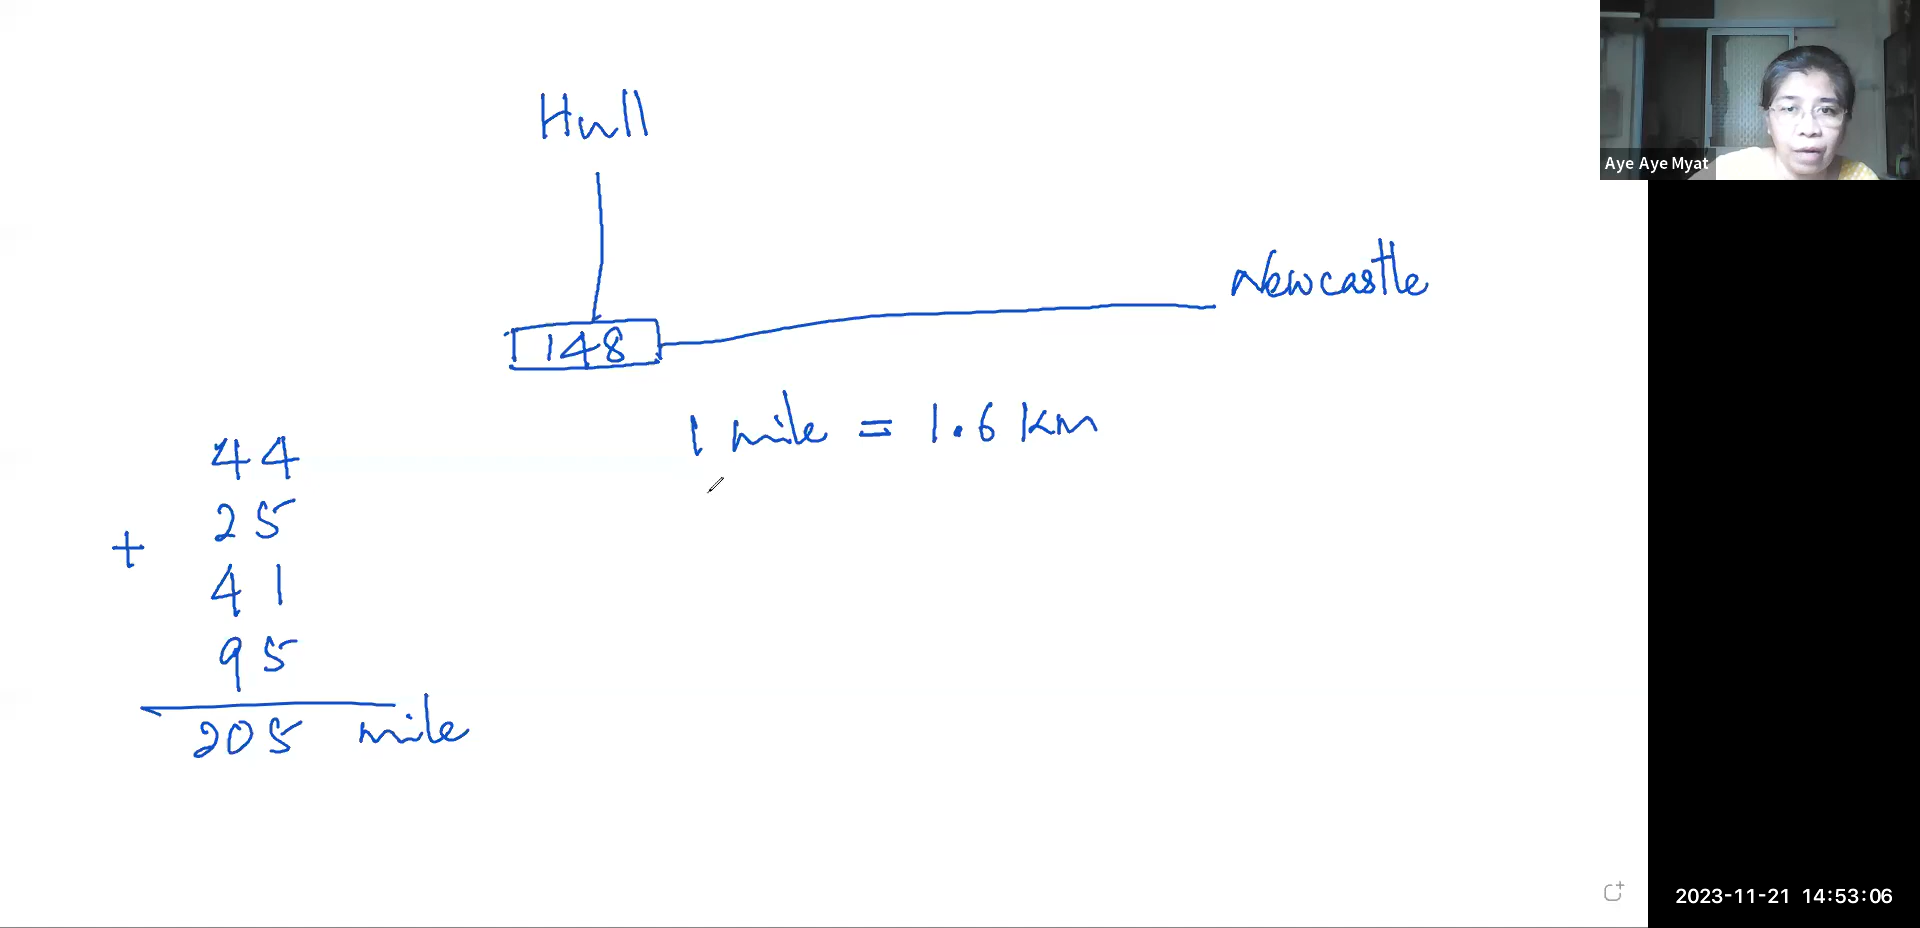 Hull
Newcastle
148
1 mile = 1.6 km
44
25
+
41
95
205 mile
Aye Aye Myat
2023-11-21 14:53:06